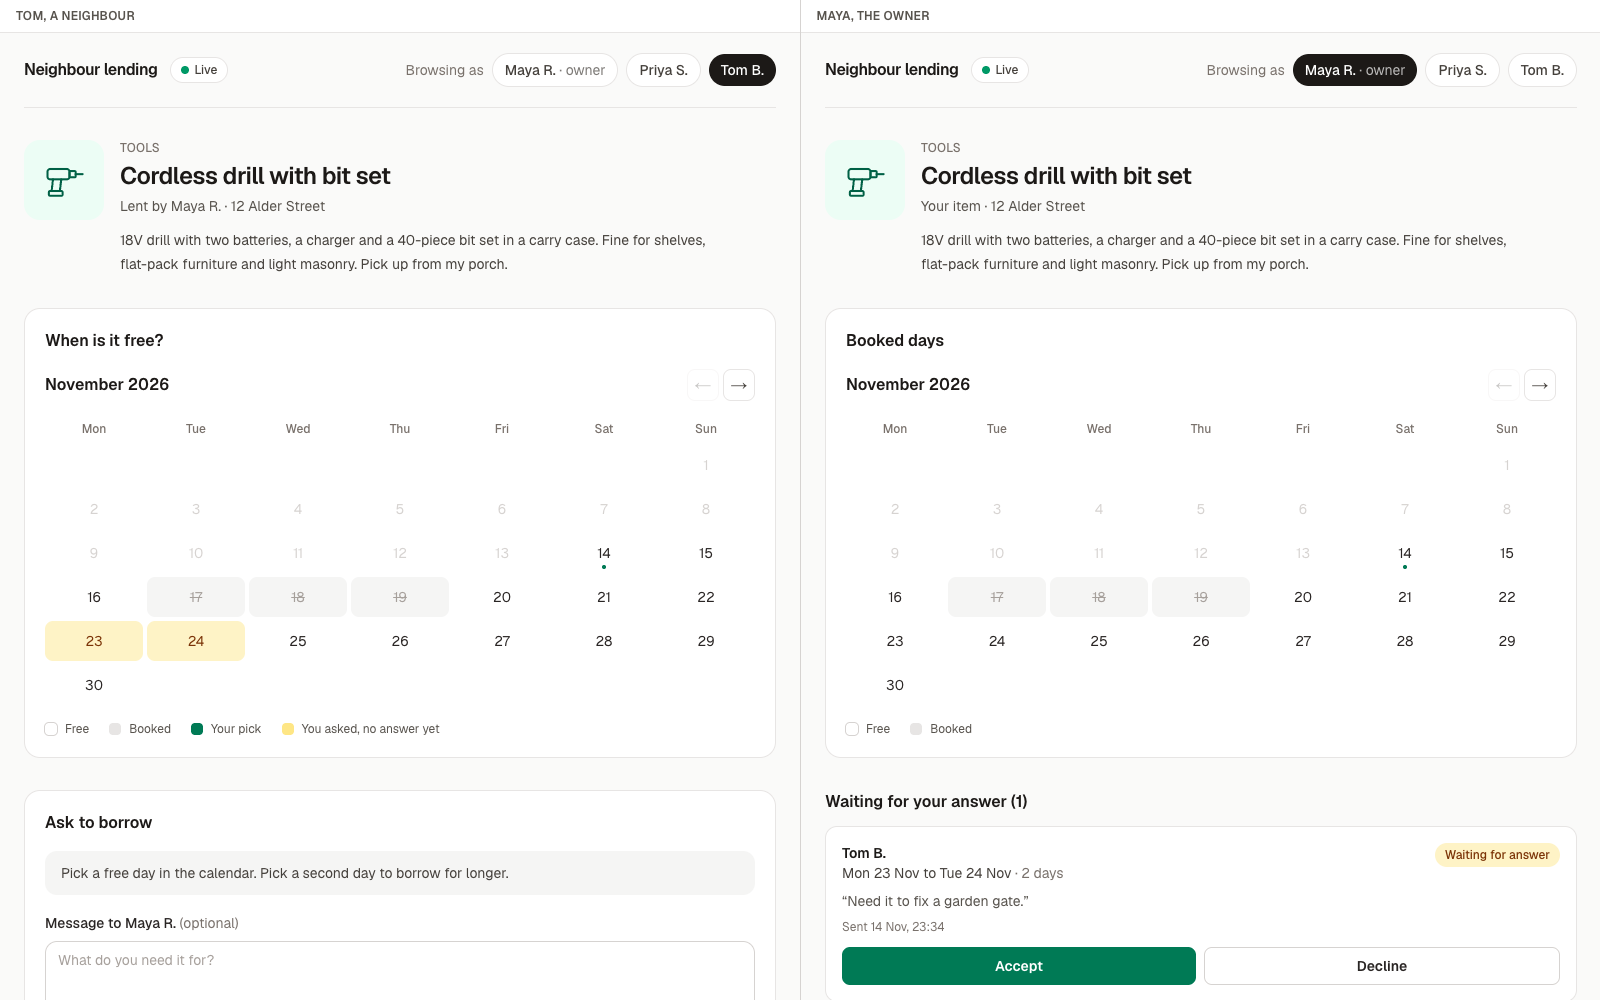 TOM, A NEIGHBOUR
Neighbour lending
Live
Browsing as
Maya R. · owner
Priya S.
Tom B.
TOOLS
Cordless drill with bit set
Lent by Maya R. · 12 Alder Street
18V drill with two batteries, a charger and a 40-piece bit set in a carry case. Fine for shelves,
flat-pack furniture and light masonry. Pick up from my porch.
When is it free?
November 2026
← →
Mon Tue Wed Thu Fri Sat Sun
1
2 3 4 5 6 7 8
9 10 11 12 13 14 15
16 17 18 19 20 21 22
23 24 25 26 27 28 29
30
Free Booked Your pick You asked, no answer yet
Ask to borrow
Pick a free day in the calendar. Pick a second day to borrow for longer.
Message to Maya R. (optional)
What do you need it for?
MAYA, THE OWNER
Neighbour lending
Live
Browsing as
Maya R. · owner
Priya S.
Tom B.
TOOLS
Cordless drill with bit set
Your item · 12 Alder Street
18V drill with two batteries, a charger and a 40-piece bit set in a carry case. Fine for shelves,
flat-pack furniture and light masonry. Pick up from my porch.
Booked days
November 2026
← →
Mon Tue Wed Thu Fri Sat Sun
1
2 3 4 5 6 7 8
9 10 11 12 13 14 15
16 17 18 19 20 21 22
23 24 25 26 27 28 29
30
Free Booked
Waiting for your answer (1)
Tom B.
Waiting for answer
Mon 23 Nov to Tue 24 Nov · 2 days
“Need it to fix a garden gate.”
Sent 14 Nov, 23:34
Accept
Decline